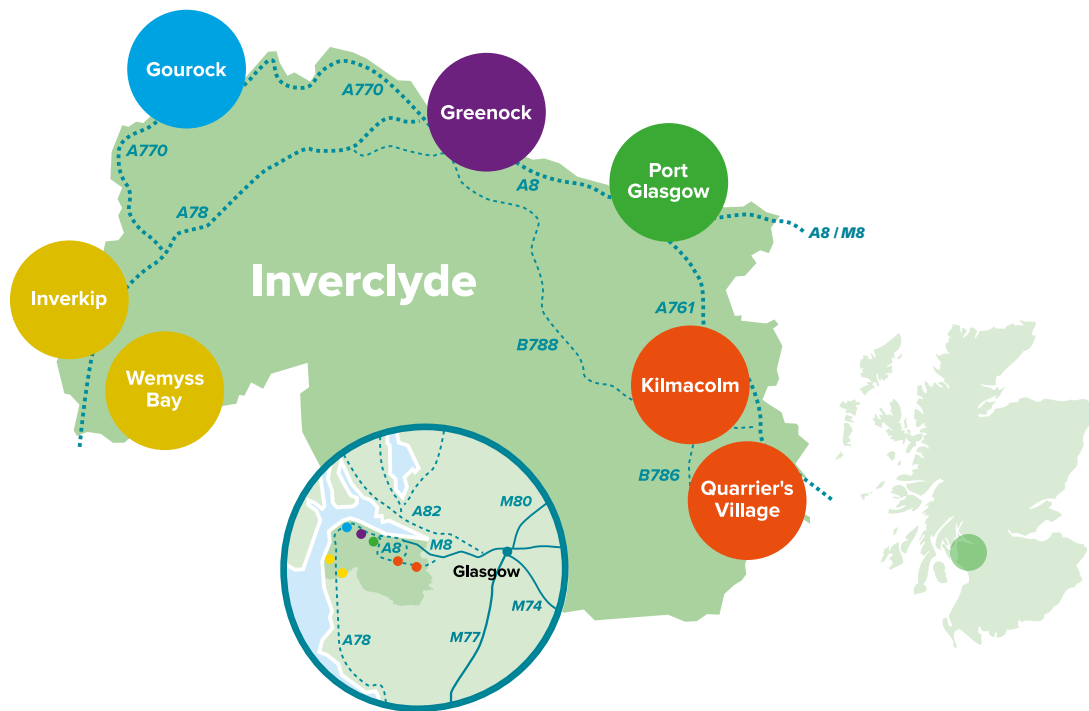 Gourock
A770
Greenock
A770
Port
Glasgow
A8
A78
A8 / M8
Inverclyde
Inverkip
A761
B788
Wemyss
Bay
Kilmacolm
B786
Quarrier's
Village
M80
A82
A8
M8
Glasgow
M74
M77
A78